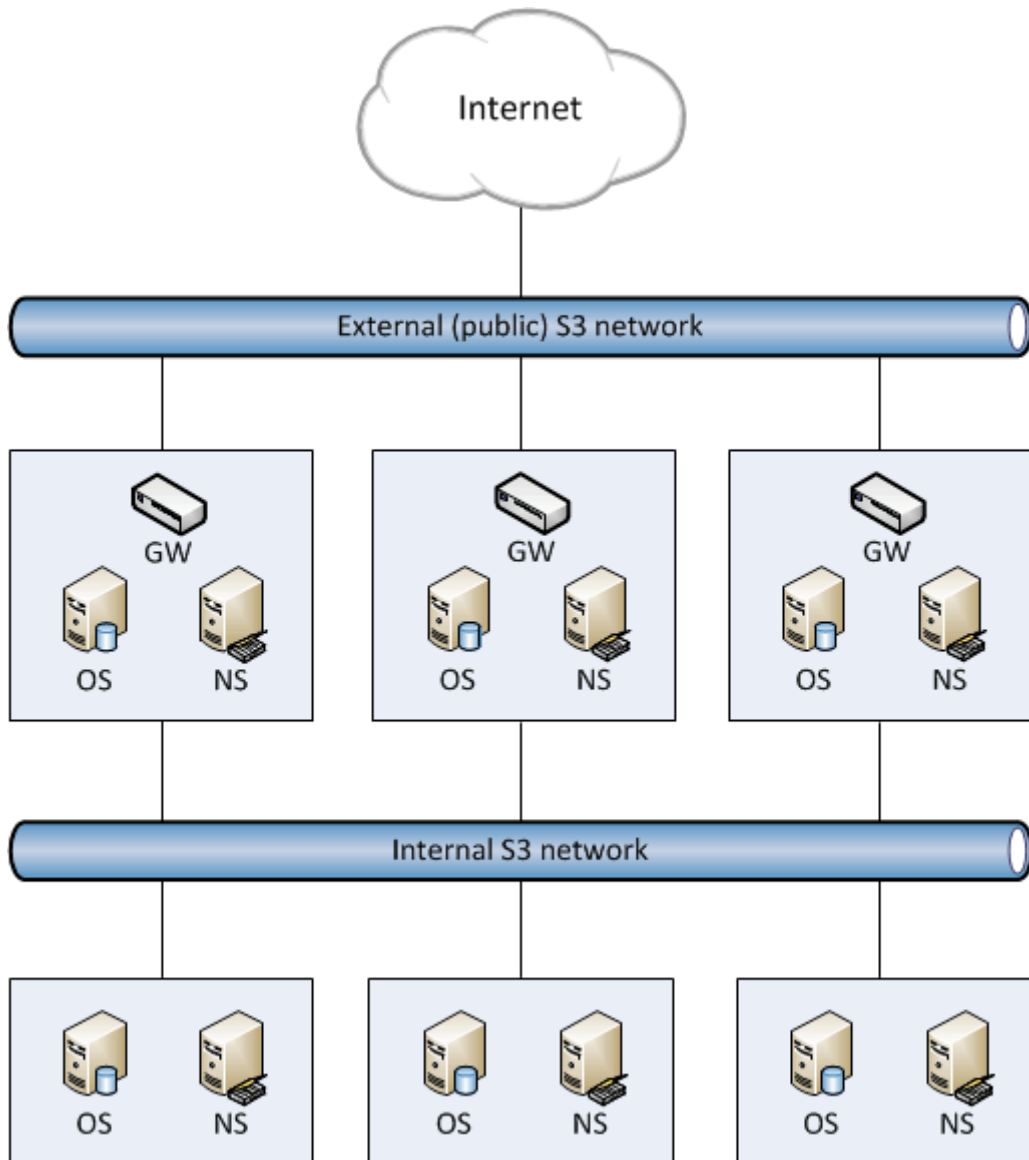 Internet
External (public) S3 network
GW
GW
GW
OS
NS
OS
NS
OS
NS
Internal S3 network
OS
NS
OS
NS
OS
NS